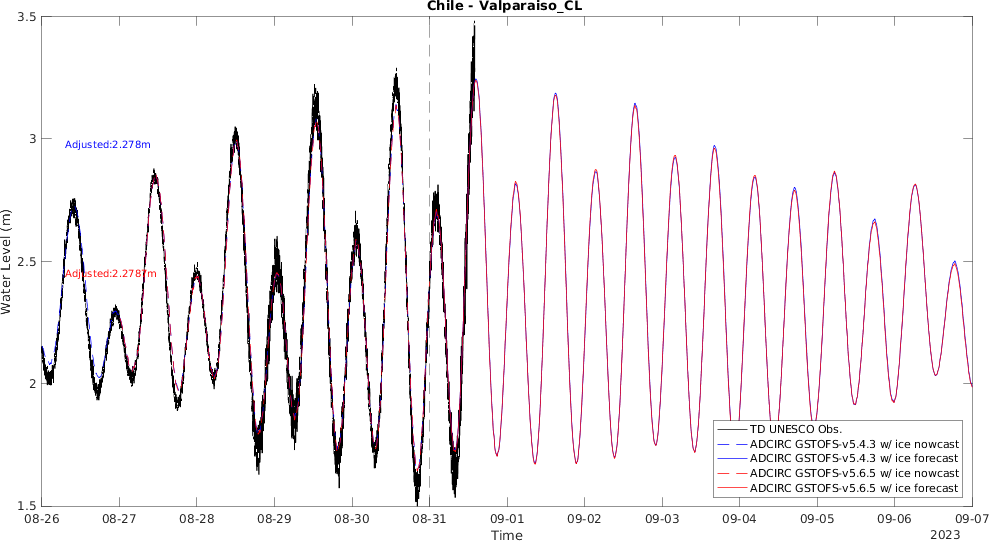 Chile - Valparaiso_CL
3.5
3
2.5
2
1.5
Water Level (m)
Adjusted:2.278m
Adjusted:2.2787m
TD UNESCO Obs.
ADCIRC GSTOFS-v5.4.3 w/ ice nowcast
ADCIRC GSTOFS-v5.4.3 w/ ice forecast
ADCIRC GSTOFS-v5.6.5 w/ ice nowcast
ADCIRC GSTOFS-v5.6.5 w/ ice forecast
08-26 08-27 08-28 08-29 08-30 08-31 09-01 09-02 09-03 09-04 09-05 09-06 09-07
Time
2023